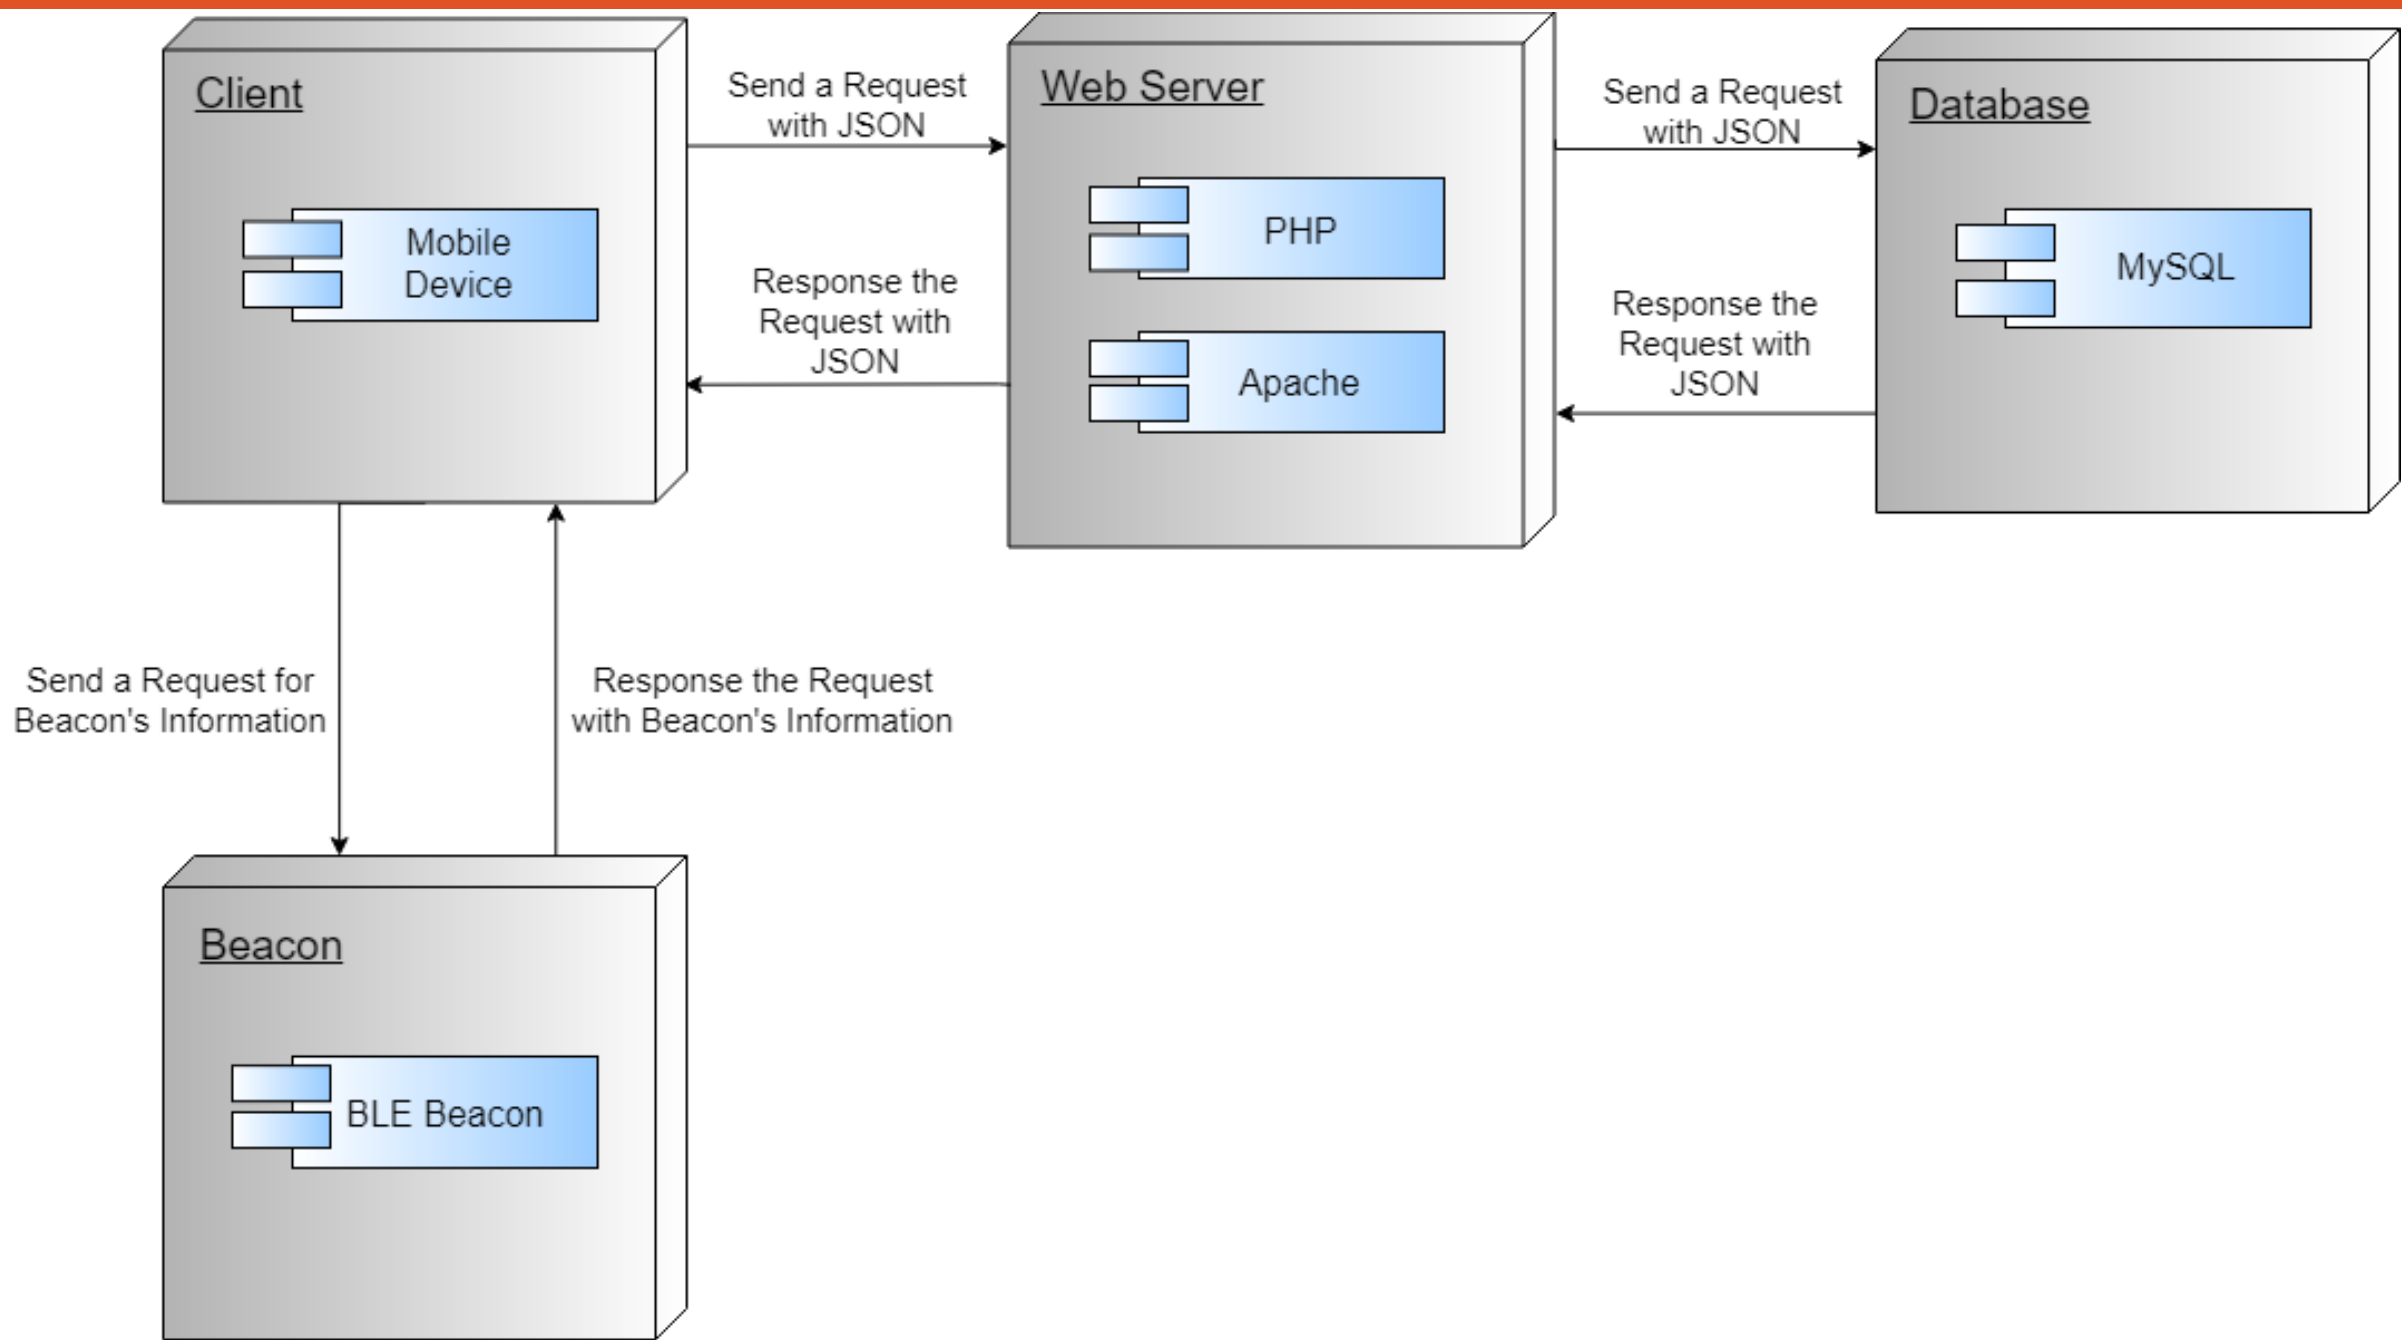 Client
Mobile
Device
Send a Request
with JSON
Response the
Request with
JSON
Web Server
PHP
Apache
Send a Request
with JSON
Response the
Request with
JSON
Database
MySQL
Send a Request for
Beacon's Information
Response the Request
with Beacon's Information
Beacon
BLE Beacon